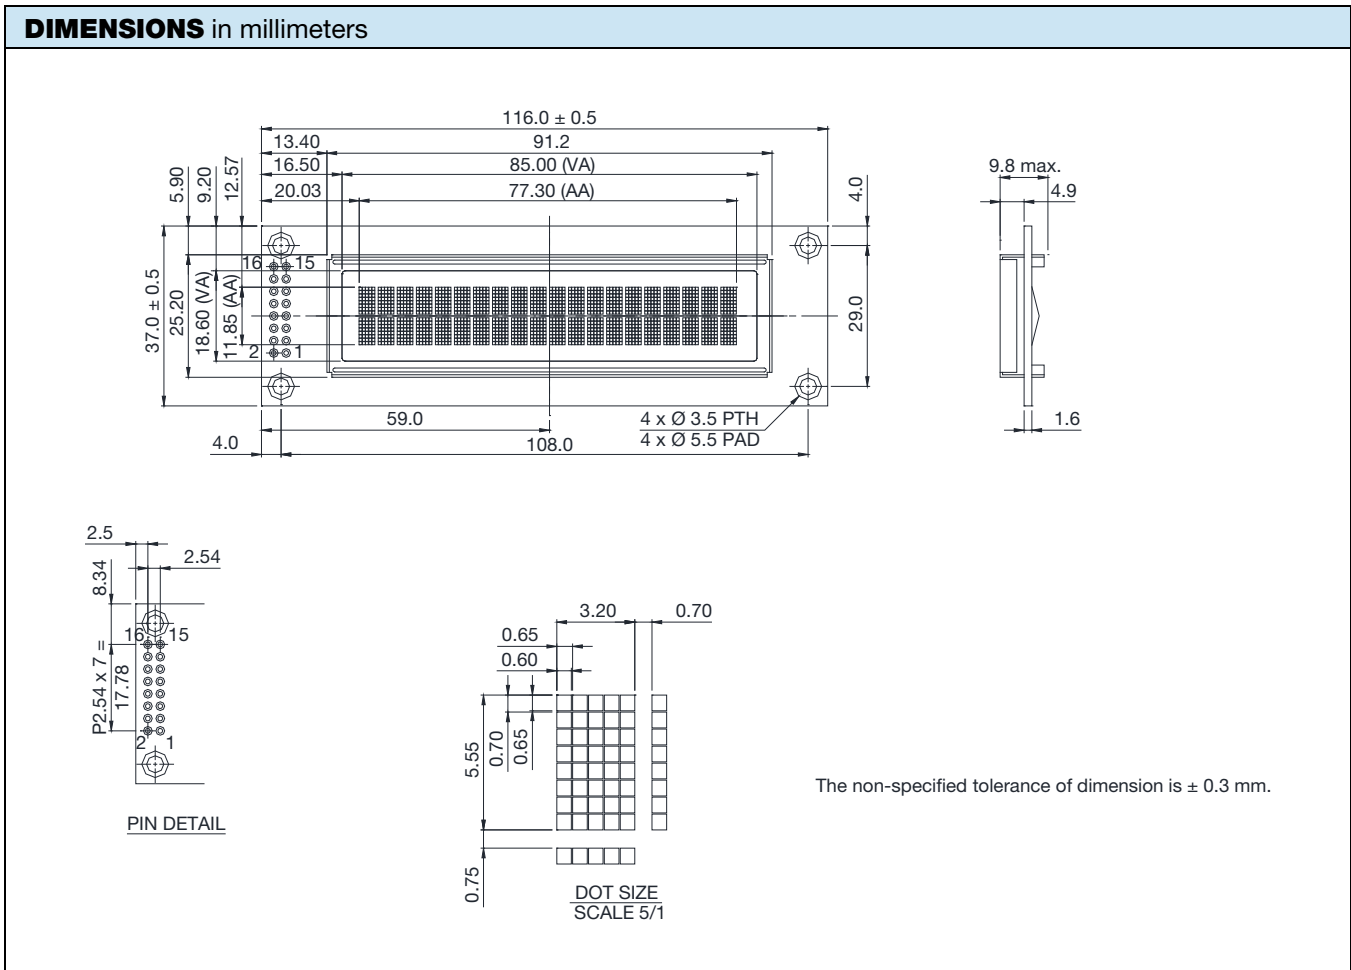 DIMENSIONS in millimeters
116.0 ± 0.5
13.40
91.2
16.50
85.00 (VA)
20.03
77.30 (AA)
5.90
9.20
12.57
4.0
9.8 max.
4.9
16
15
37.0 ± 0.5
25.20
18.60 (VA)
11.85 (AA)
29.0
2
1
59.0
4 x Ø 3.5 PTH
4 x Ø 5.5 PAD
1.6
4.0
108.0
2.5
2.54
8.34
16
15
P2.54 x 7 =
17.78
2
1
PIN DETAIL
3.20
0.70
0.65
0.60
5.55
0.70
0.65
0.75
DOT SIZE
SCALE 5/1
The non-specified tolerance of dimension is ± 0.3 mm.